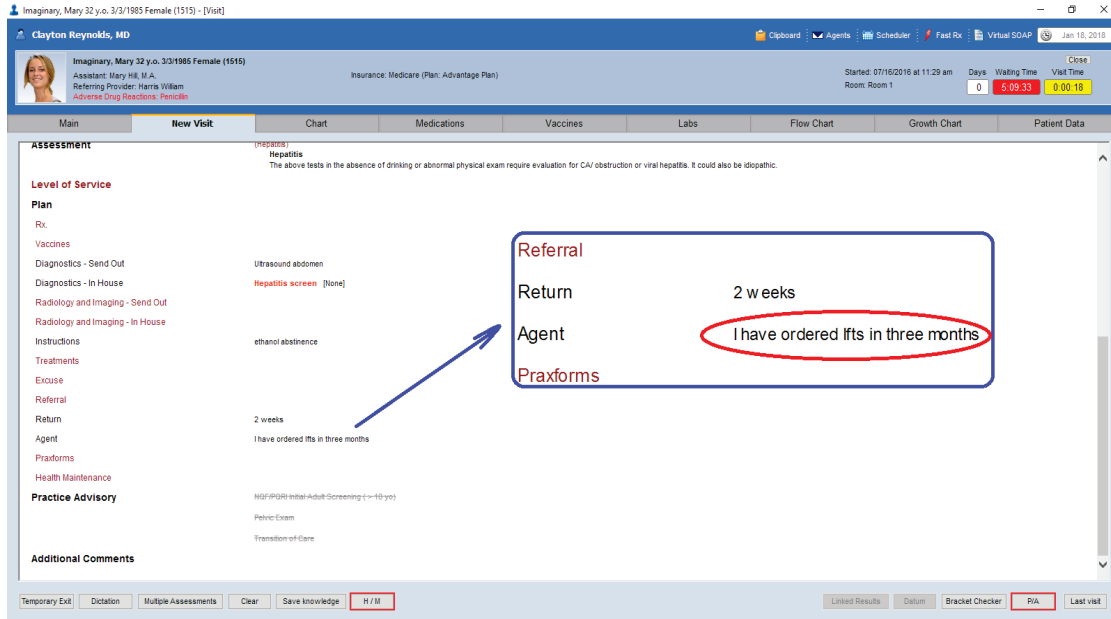 Imaginary, Mary 32 y.o. 3/3/1985 Female (1515) - [Visit]
Clayton Reynolds, MD
Clipboard Agents Scheduler Fast Rx Virtual SOAP Jan 18, 2018
Imaginary, Mary 32 y.o. 3/3/1985 Female (1515)
Assistant: Mary Hill, M.A.
Referring Provider: Harris William
Adverse Drug Reactions: Penicillin
Insurance: Medicare (Plan: Advantage Plan)
Started: 07/16/2016 at 11:29 am
Room: Room 1
Close
Days Waiting Time Visit Time
0 5:09:33 0:00:18
Main New Visit Chart Medications Vaccines Labs Flow Chart Growth Chart Patient Data
Assessment (Hepatitis)
Hepatitis
The above tests in the absence of drinking or abnormal physical exam require evaluation for CA/ obstruction or viral hepatitis. It could also be idiopathic.
Level of Service
Plan
Rx.
Vaccines
Diagnostics - Send Out Ultrasound abdomen
Diagnostics - In House Hepatitis screen [None]
Radiology and Imaging - Send Out
Radiology and Imaging - In House
Instructions ethanol abstinence
Treatments
Excuse
Referral
Return 2 weeks
Agent I have ordered lfts in three months
Praxforms
Health Maintenance
Practice Advisory NQF/PQRI Initial Adult Screening ( > 18 yo)
Pelvic Exam
Transition of Care
Additional Comments
Referral
Return 2 weeks
Agent I have ordered lfts in three months
Praxforms
Temporary Exit Dictation Multiple Assessments Clear Save knowledge H / M Linked Results Datum Bracket Checker P/A Last visit